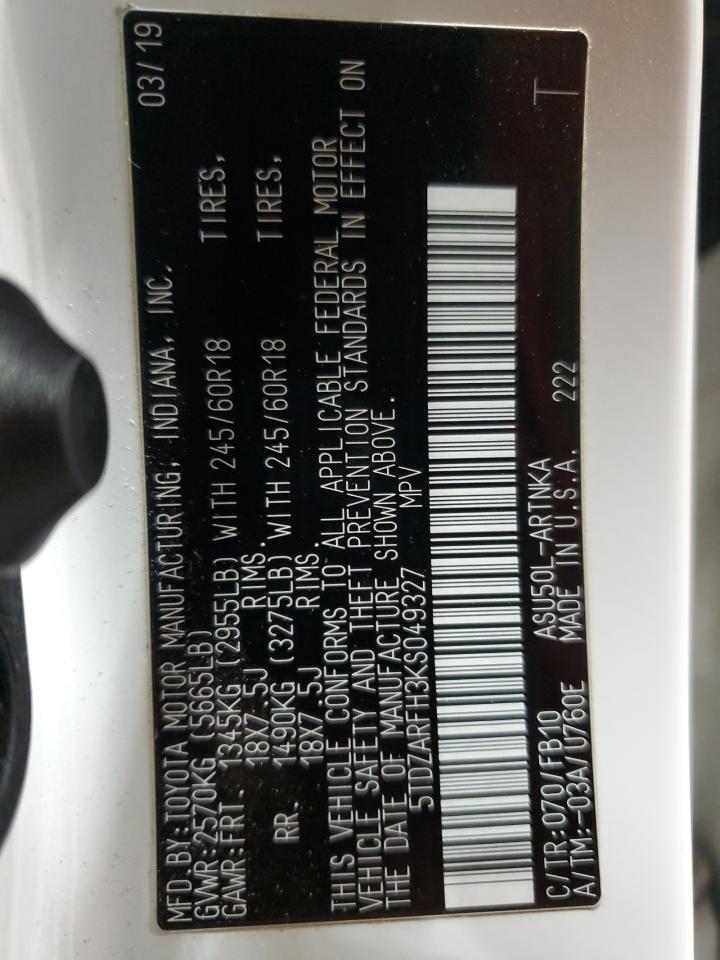 MFD.BY:TOYOTA MOTOR MANUFACTURING, INDIANA, INC. 03/19
GVWR:2570KG (5665LB)
GAWR:FRT. 1345KG (2955LB) WITH 245/60R18 TIRES,
18X7.5J RIMS.
RR. 1490KG (3275LB) WITH 245/60R18 TIRES,
18X7.5J RIMS.
THIS VEHICLE CONFORMS TO ALL APPLICABLE FEDERAL MOTOR
VEHICLE SAFETY AND THEFT PREVENTION STANDARDS IN EFFECT ON
THE DATE OF MANUFACTURE SHOWN ABOVE.
5TDZARFH3KS049327 MPV
C/TR:070/FB10 ASU50L-ARTNKA
A/TM:-03A/U760E MADE IN U.S.A. 222 T